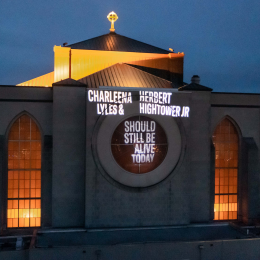 CHARLEENA HERBERT
LYLES & HIGHTOWER JR
SHOULD
STILL BE
ALIVE
TODAY